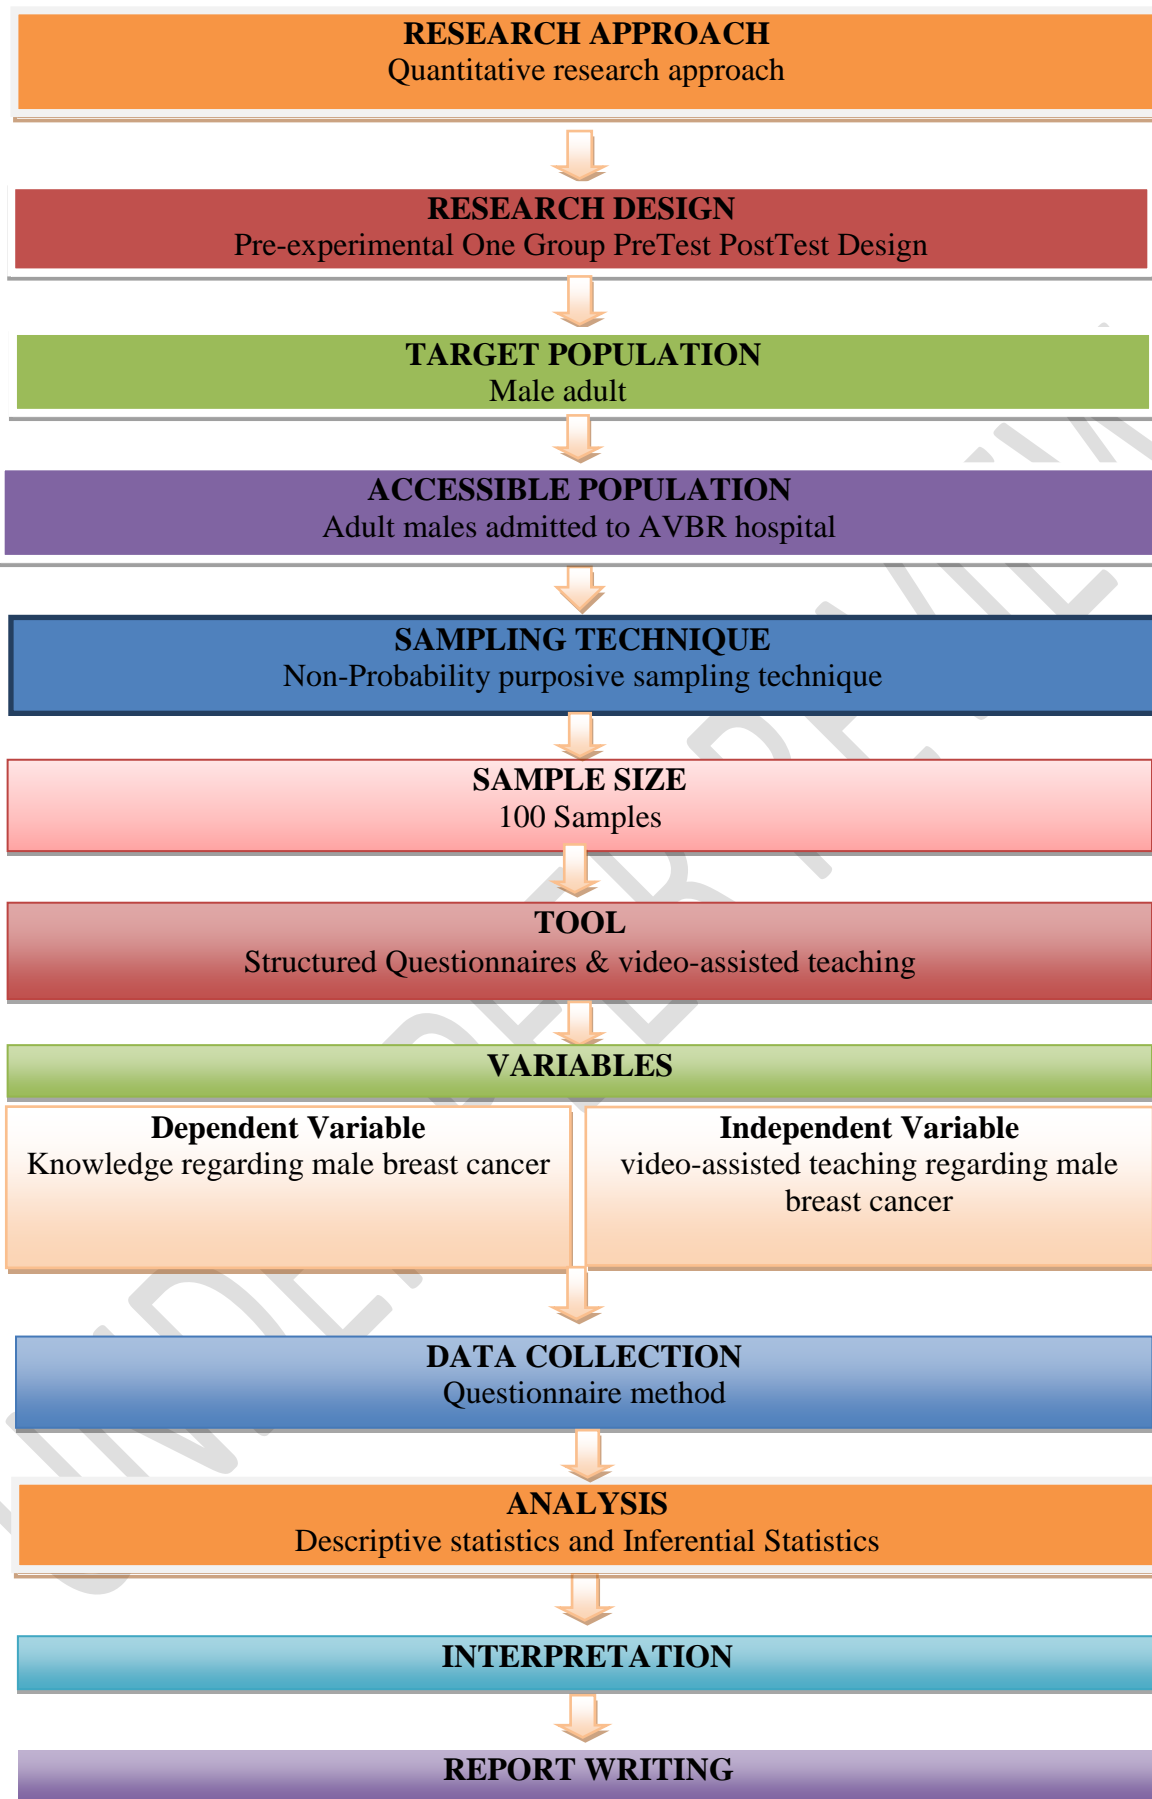 RESEARCH APPROACH
Quantitative research approach
RESEARCH DESIGN
Pre-experimental One Group PreTest PostTest Design
TARGET POPULATION
Male adult
ACCESSIBLE POPULATION
Adult males admitted to AVBR hospital
SAMPLING TECHNIQUE
Non-Probability purposive sampling technique
SAMPLE SIZE
100 Samples
TOOL
Structured Questionnaires & video-assisted teaching
VARIABLES
Dependent Variable
Knowledge regarding male breast cancer
Independent Variable
video-assisted teaching regarding male
breast cancer
DATA COLLECTION
Questionnaire method
ANALYSIS
Descriptive statistics and Inferential Statistics
INTERPRETATION
REPORT WRITING
UNDER PEER REVIEW